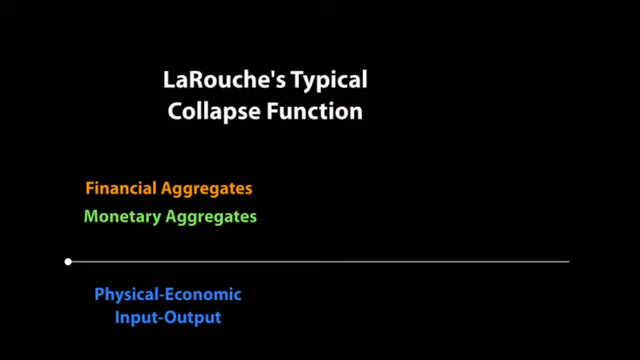 LaRouche's Typical
Collapse Function
Financial Aggregates
Monetary Aggregates
Physical-Economic
Input-Output